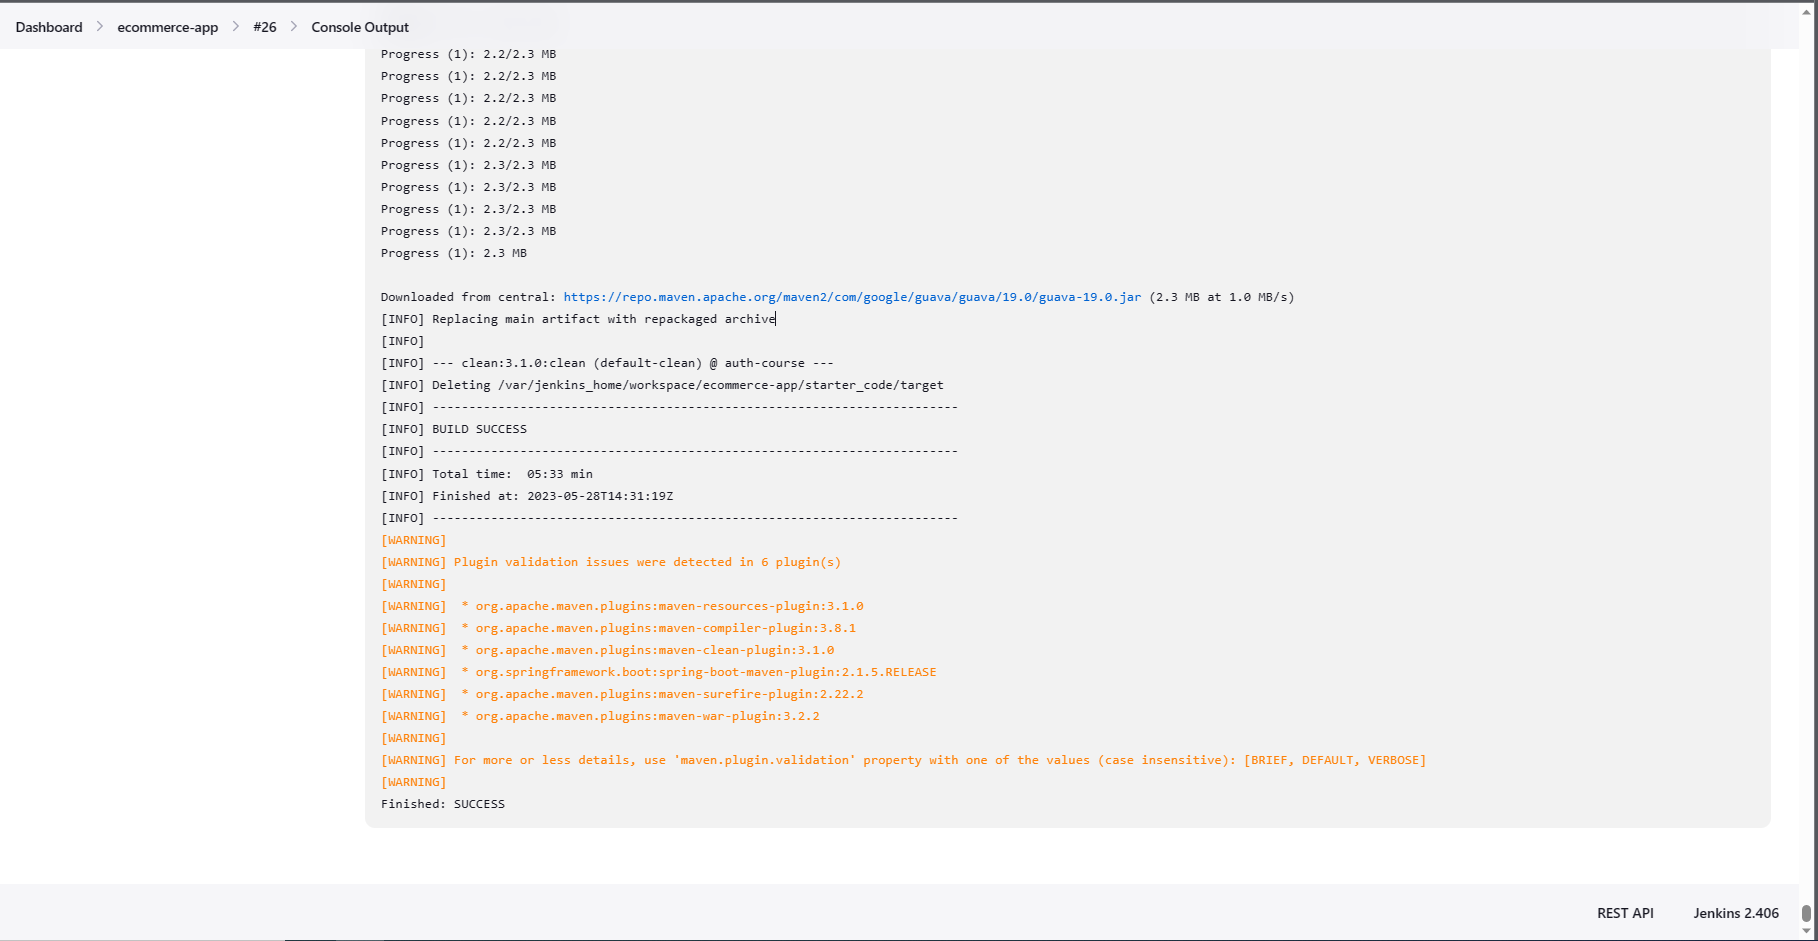 Dashboard > ecommerce-app > #26 > Console Output
Progress (1): 2.2/2.3 MB
Progress (1): 2.2/2.3 MB
Progress (1): 2.2/2.3 MB
Progress (1): 2.2/2.3 MB
Progress (1): 2.2/2.3 MB
Progress (1): 2.3/2.3 MB
Progress (1): 2.3/2.3 MB
Progress (1): 2.3/2.3 MB
Progress (1): 2.3/2.3 MB
Progress (1): 2.3 MB
Downloaded from central: https://repo.maven.apache.org/maven2/com/google/guava/guava/19.0/guava-19.0.jar (2.3 MB at 1.0 MB/s)
[INFO] Replacing main artifact with repackaged archive
[INFO]
[INFO] --- clean:3.1.0:clean (default-clean) @ auth-course ---
[INFO] Deleting /var/jenkins_home/workspace/ecommerce-app/starter_code/target
[INFO] ------------------------------------------------------------------------
[INFO] BUILD SUCCESS
[INFO] ------------------------------------------------------------------------
[INFO] Total time:  05:33 min
[INFO] Finished at: 2023-05-28T14:31:19Z
[INFO] ------------------------------------------------------------------------
[WARNING]
[WARNING] Plugin validation issues were detected in 6 plugin(s)
[WARNING]
[WARNING]  * org.apache.maven.plugins:maven-resources-plugin:3.1.0
[WARNING]  * org.apache.maven.plugins:maven-compiler-plugin:3.8.1
[WARNING]  * org.apache.maven.plugins:maven-clean-plugin:3.1.0
[WARNING]  * org.springframework.boot:spring-boot-maven-plugin:2.1.5.RELEASE
[WARNING]  * org.apache.maven.plugins:maven-surefire-plugin:2.22.2
[WARNING]  * org.apache.maven.plugins:maven-war-plugin:3.2.2
[WARNING]
[WARNING] For more or less details, use 'maven.plugin.validation' property with one of the values (case insensitive): [BRIEF, DEFAULT, VERBOSE]
[WARNING]
Finished: SUCCESS
REST API Jenkins 2.406